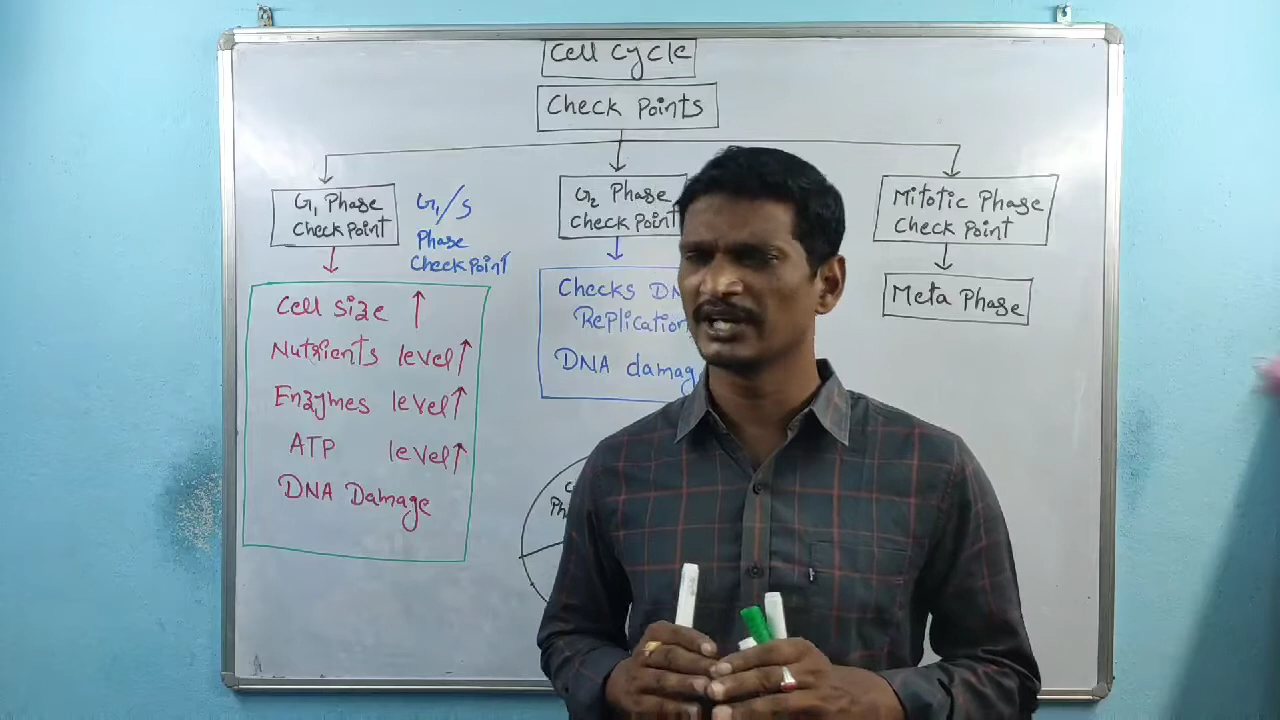 Cell Cycle
Check Points
G₁ Phase
Check Point
G₁/S
Phase
Check Point
G₂ Phase
Check Point
Mitotic Phase
Check Point
Meta Phase
Cell size ↑
Nutrients level ↑
Enzymes level ↑
ATP level ↑
DNA Damage
Checks
Replication
DNA damag